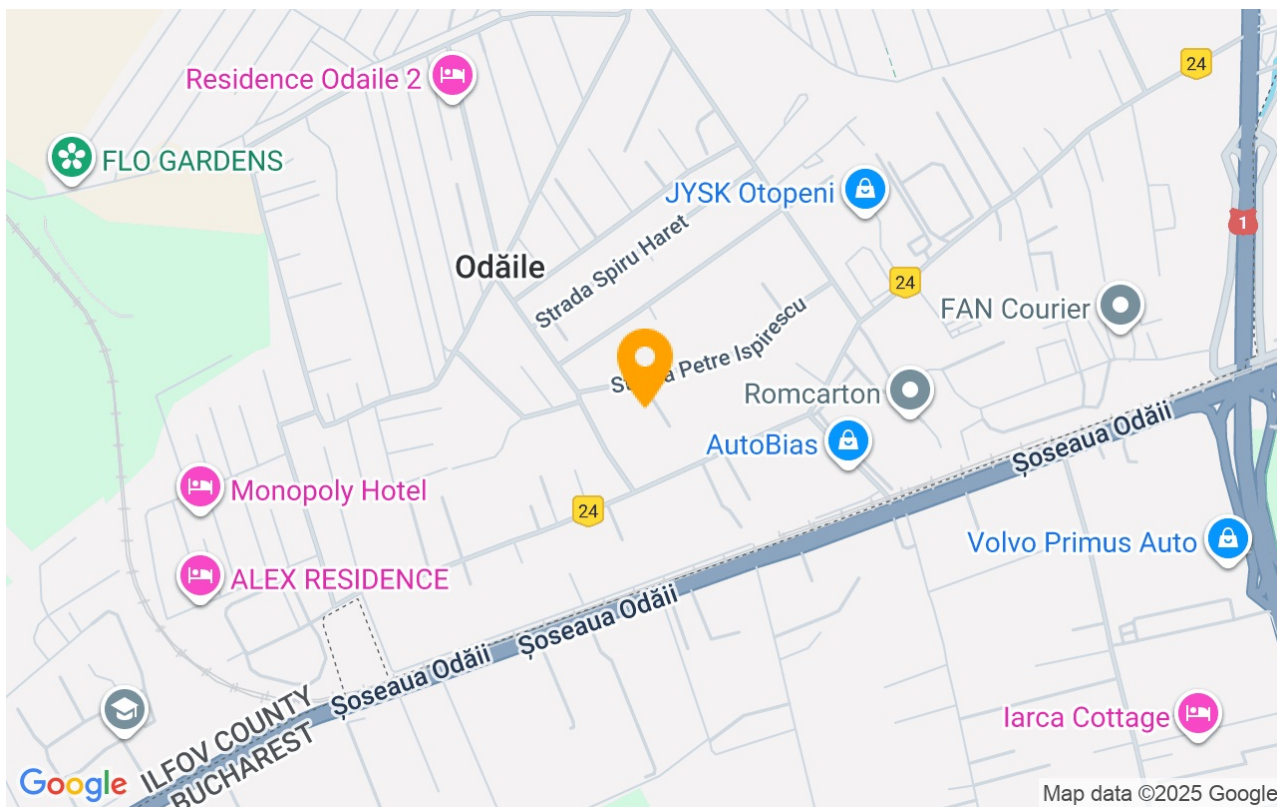 24
Residence Odaile 2
FLO GARDENS
JYSK Otopeni
1
Odăile
Strada Spiru Haret
24
FAN Courier
Petre Ispirescu
Romcarton
AutoBias
Șoseaua Odăii
Monopoly Hotel
24
Volvo Primus Auto
ALEX RESIDENCE
Șoseaua Odăii
Șoseaua Odăii
Iarca Cottage
ILFOV COUNTY
BUCHAREST
Google
Map data ©2025 Google